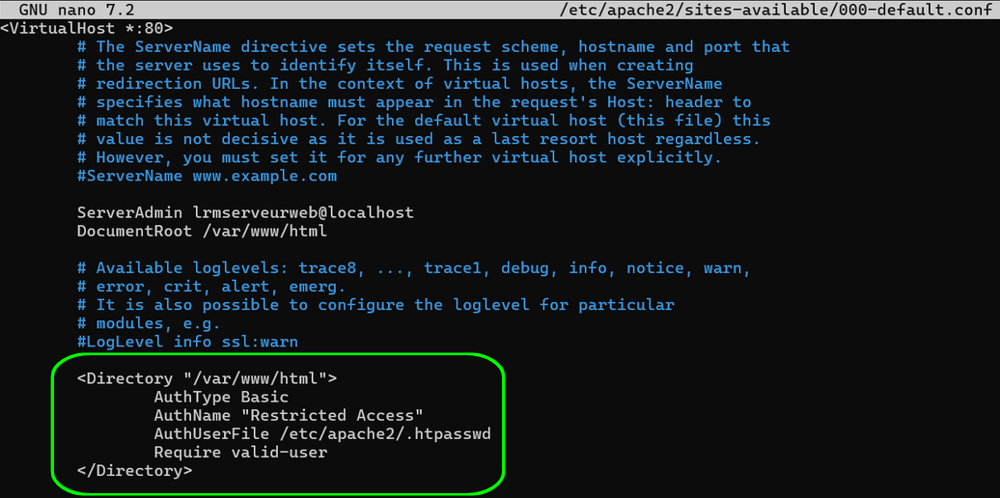 GNU nano 7.2 /etc/apache2/sites-available/000-default.conf
<VirtualHost *:80>
# The ServerName directive sets the request scheme, hostname and port that
# the server uses to identify itself. This is used when creating
# redirection URLs. In the context of virtual hosts, the ServerName
# specifies what hostname must appear in the request's Host: header to
# match this virtual host. For the default virtual host (this file) this
# value is not decisive as it is used as a last resort host regardless.
# However, you must set it for any further virtual host explicitly.
#ServerName www.example.com
ServerAdmin lrmserveurweb@localhost
DocumentRoot /var/www/html
# Available loglevels: trace8, ..., trace1, debug, info, notice, warn,
# error, crit, alert, emerg.
# It is also possible to configure the loglevel for particular
# modules, e.g.
#LogLevel info ssl:warn
<Directory "/var/www/html">
AuthType Basic
AuthName "Restricted Access"
AuthUserFile /etc/apache2/.htpasswd
Require valid-user
</Directory>